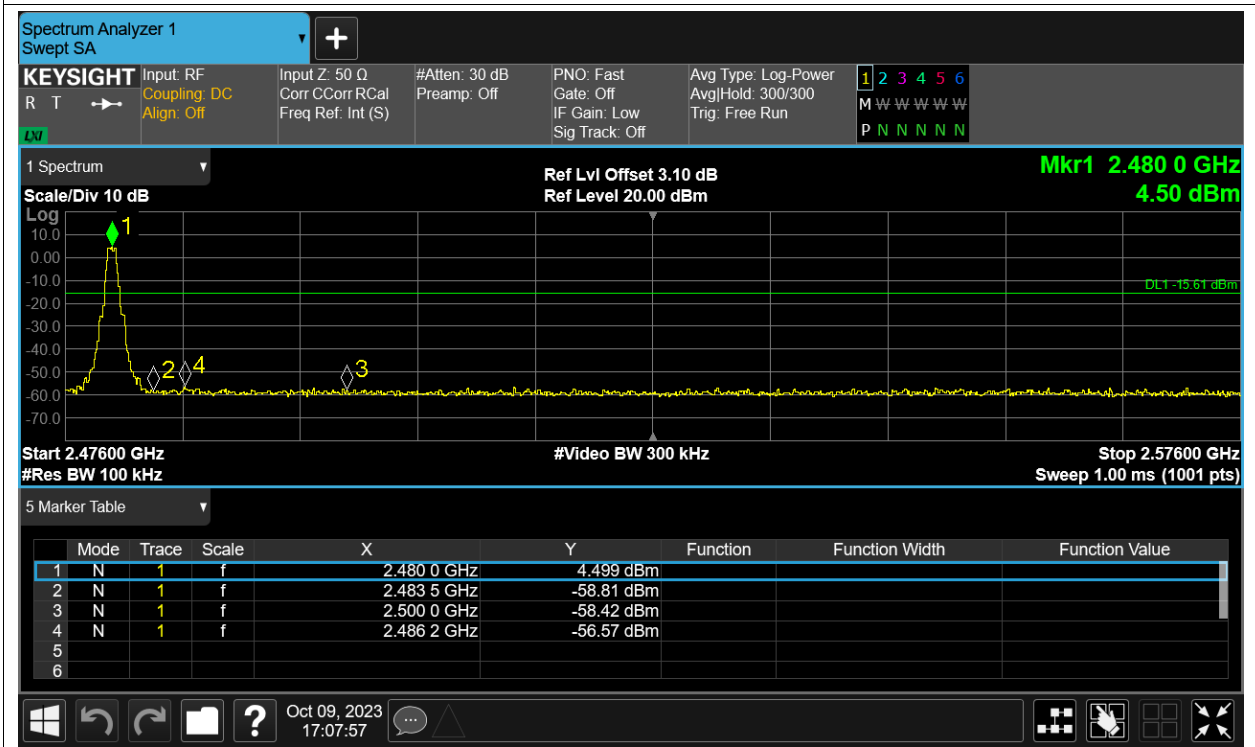 Spectrum Analyzer 1
Swept SA
+
KEYSIGHT
R T
LXI
Input: RF
Coupling: DC
Align: Off
Input Z: 50 Ω
Corr CCorr RCal
Freq Ref: Int (S)
#Atten: 30 dB
Preamp: Off
PNO: Fast
Gate: Off
IF Gain: Low
Sig Track: Off
Avg Type: Log-Power
Avg|Hold: 300/300
Trig: Free Run
1 2 3 4 5 6
M W W W W W
P N N N N N
1 Spectrum
Scale/Div 10 dB
Ref Lvl Offset 3.10 dB
Ref Level 20.00 dBm
Mkr1 2.480 0 GHz
4.50 dBm
Log
10.0
0.00
-10.0
-20.0
-30.0
-40.0
-50.0
-60.0
-70.0
1
2
4
3
DL1 -15.61 dBm
Start 2.47600 GHz
#Video BW 300 kHz
Stop 2.57600 GHz
#Res BW 100 kHz
Sweep 1.00 ms (1001 pts)
5 Marker Table
Mode Trace Scale X Y Function Function Width Function Value
1 N 1 f 2.480 0 GHz 4.499 dBm
2 N 1 f 2.483 5 GHz -58.81 dBm
3 N 1 f 2.500 0 GHz -58.42 dBm
4 N 1 f 2.486 2 GHz -56.57 dBm
5
6
?
Oct 09, 2023
17:07:57